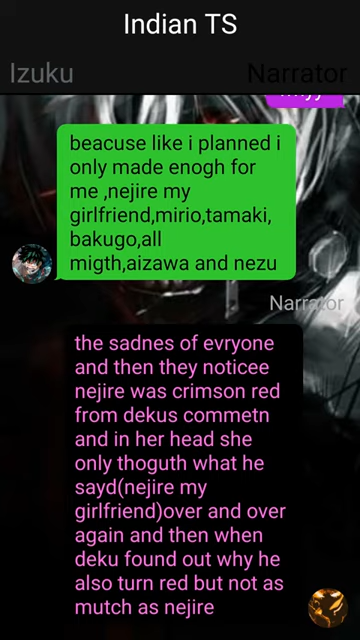 Indian TS
Izuku
Narrator
beacuse like i planned i
only made enogh for
me ,nejire my
girlfriend,mirio,tamaki,
bakugo,all
migth,aizawa and nezu
Narrator
the sadnes of evryone
and then they noticee
nejire was crimson red
from dekus commetn
and in her head she
only thoguth what he
sayd(nejire my
girlfriend)over and over
again and then when
deku found out why he
also turn red but not as
mutch as nejire